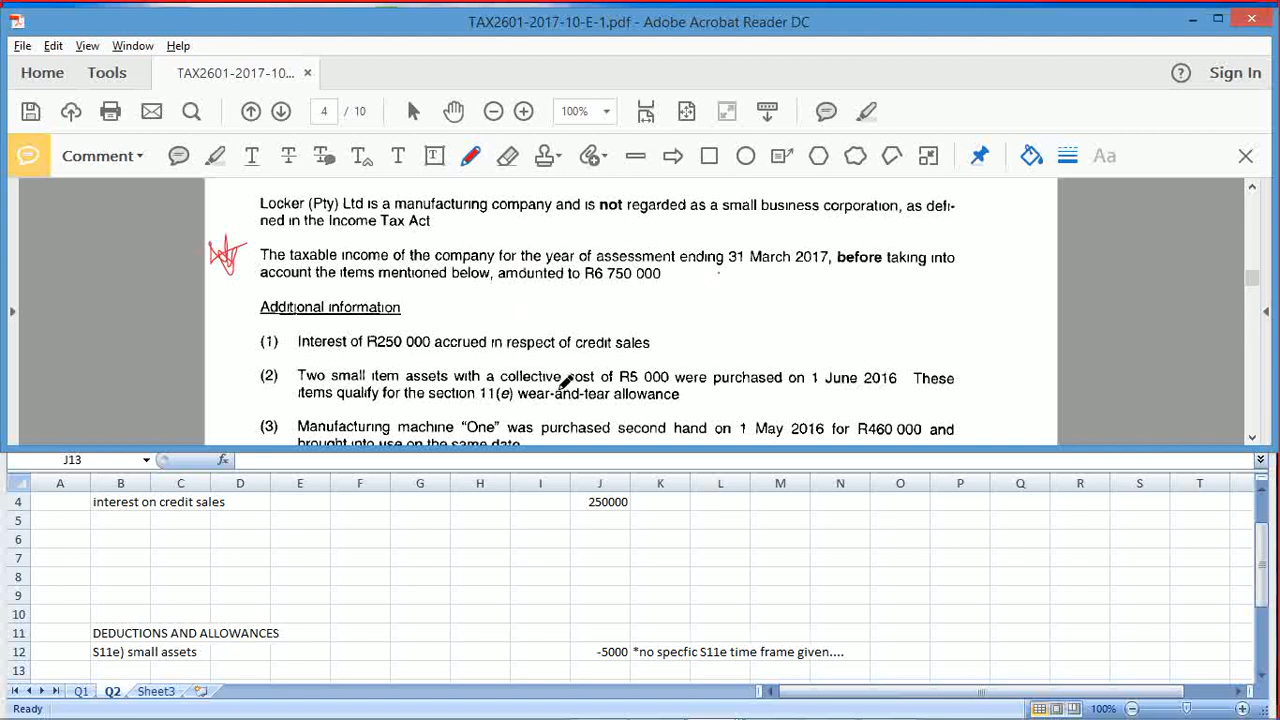 TAX2601-2017-10-E-1.pdf - Adobe Acrobat Reader DC
File Edit View Window Help
Home Tools TAX2601-2017-10... × Sign In
4 / 10 100%
Comment Aa
Locker (Pty) Ltd is a manufacturing company and is not regarded as a small business corporation, as defi-
ned in the Income Tax Act
The taxable income of the company for the year of assessment ending 31 March 2017, before taking into
account the items mentioned below, amounted to R6 750 000
Additional information
(1) Interest of R250 000 accrued in respect of credit sales
(2) Two small item assets with a collective cost of R5 000 were purchased on 1 June 2016 These
items qualify for the section 11(e) wear-and-tear allowance
(3) Manufacturing machine "One" was purchased second hand on 1 May 2016 for R460 000 and
brought into use on the same date
J13 fx
A B C D E F G H I J K L M N O P Q R S T
4 interest on credit sales 250000
5
6
7
8
9
10
11 DEDUCTIONS AND ALLOWANCES
12 S11e) small assets -5000 *no specfic S11e time frame given....
13
Q1 Q2 Sheet3
Ready 100%